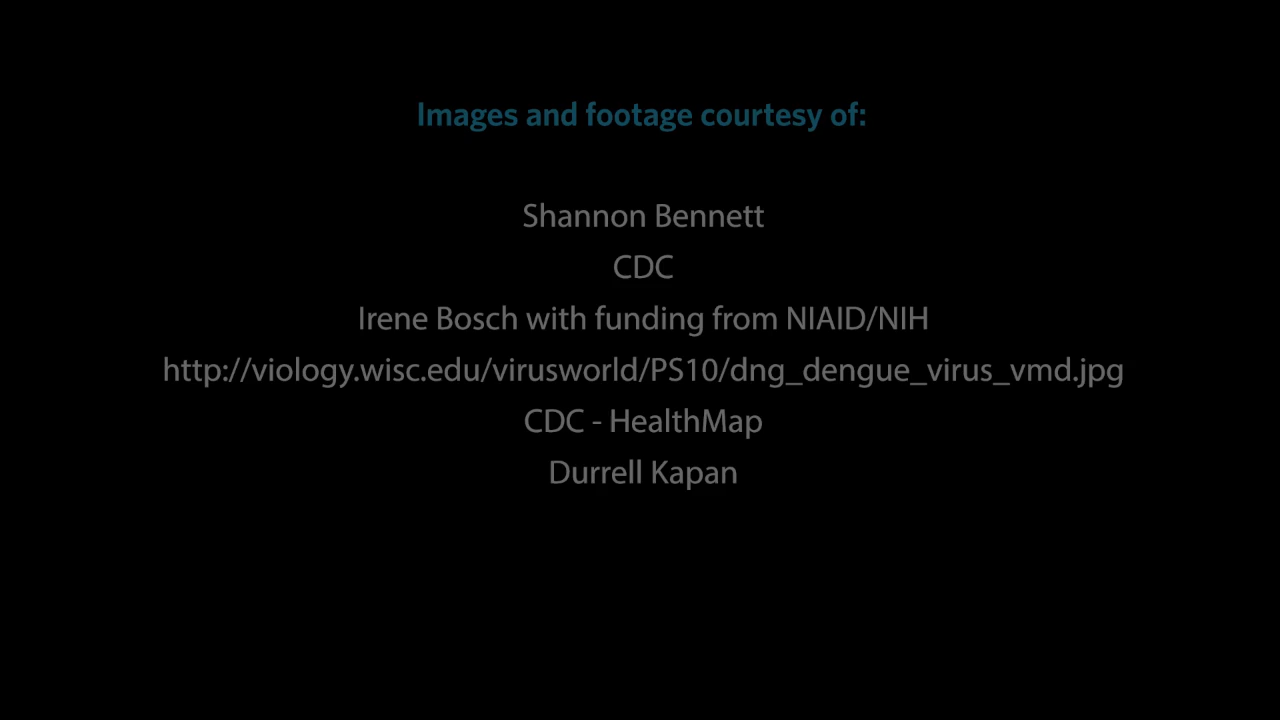 Images and footage courtesy of:
Shannon Bennett
CDC
Irene Bosch with funding from NIAID/NIH
http://viology.wisc.edu/virusworld/PS10/dng_dengue_virus_vmd.jpg
CDC - HealthMap
Durrell Kapan